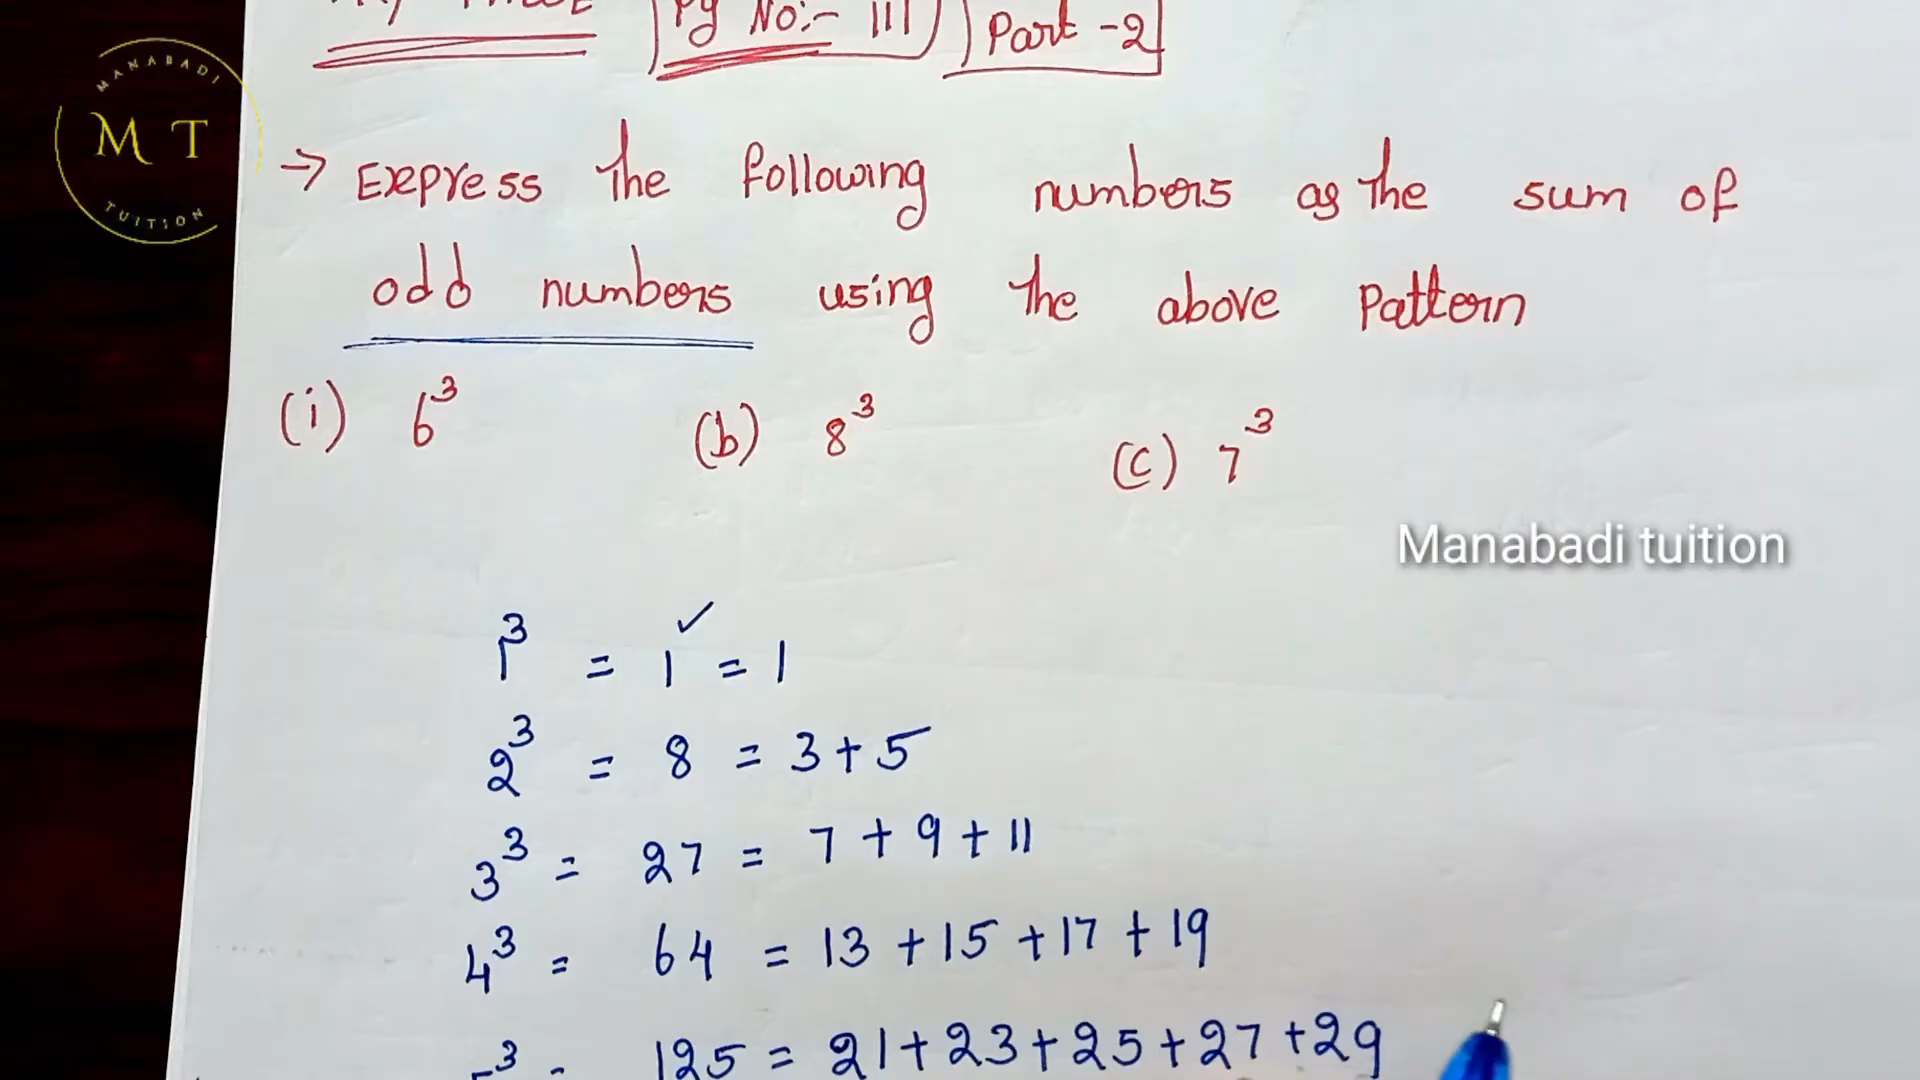 Pg No:- 111 Part -2
MANABADI
M T
TUITION
→ Express the following numbers as the sum of
odd numbers using the above Pattern
(i) 6³ (b) 8³ (c) 7³
Manabadi tuition
1³ = 1 = 1
2³ = 8 = 3+5
3³ = 27 = 7+9+11
4³ = 64 = 13+15+17+19
125 = 21+23+25+27+29